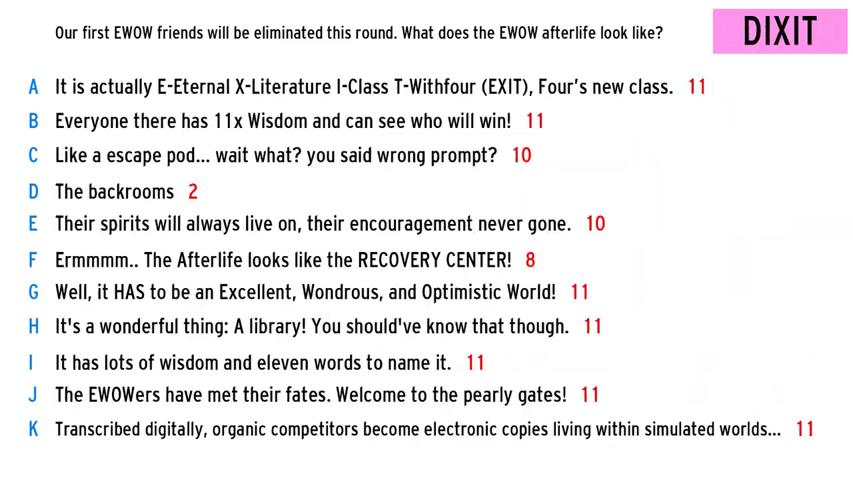 Our first EWOW friends will be eliminated this round. What does the EWOW afterlife look like?
DIXIT
A It is actually E-Eternal X-Literature I-Class T-Withfour (EXIT), Four's new class. 11
B Everyone there has 11x Wisdom and can see who will win! 11
C Like a escape pod... wait what? you said wrong prompt? 10
D The backrooms 2
E Their spirits will always live on, their encouragement never gone. 10
F Ermmmm.. The Afterlife looks like the RECOVERY CENTER! 8
G Well, it HAS to be an Excellent, Wondrous, and Optimistic World! 11
H It's a wonderful thing: A library! You should've know that though. 11
I It has lots of wisdom and eleven words to name it. 11
J The EWOWers have met their fates. Welcome to the pearly gates! 11
K Transcribed digitally, organic competitors become electronic copies living within simulated worlds... 11